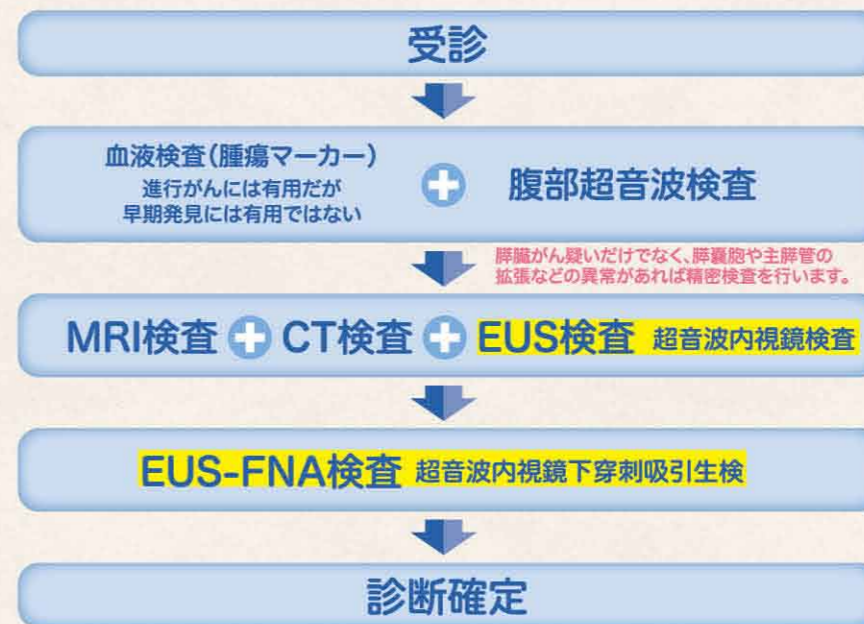 受診
血液検査(腫瘍マーカー)
進行がんには有用だが
早期発見には有用ではない
腹部超音波検査
膵臓がん疑いだけでなく、膵嚢胞や主膵管の
拡張などの異常があれば精密検査を行います。
MRI検査 + CT検査 + EUS検査 超音波内視鏡検査
EUS-FNA検査 超音波内視鏡下穿刺吸引生検
診断確定